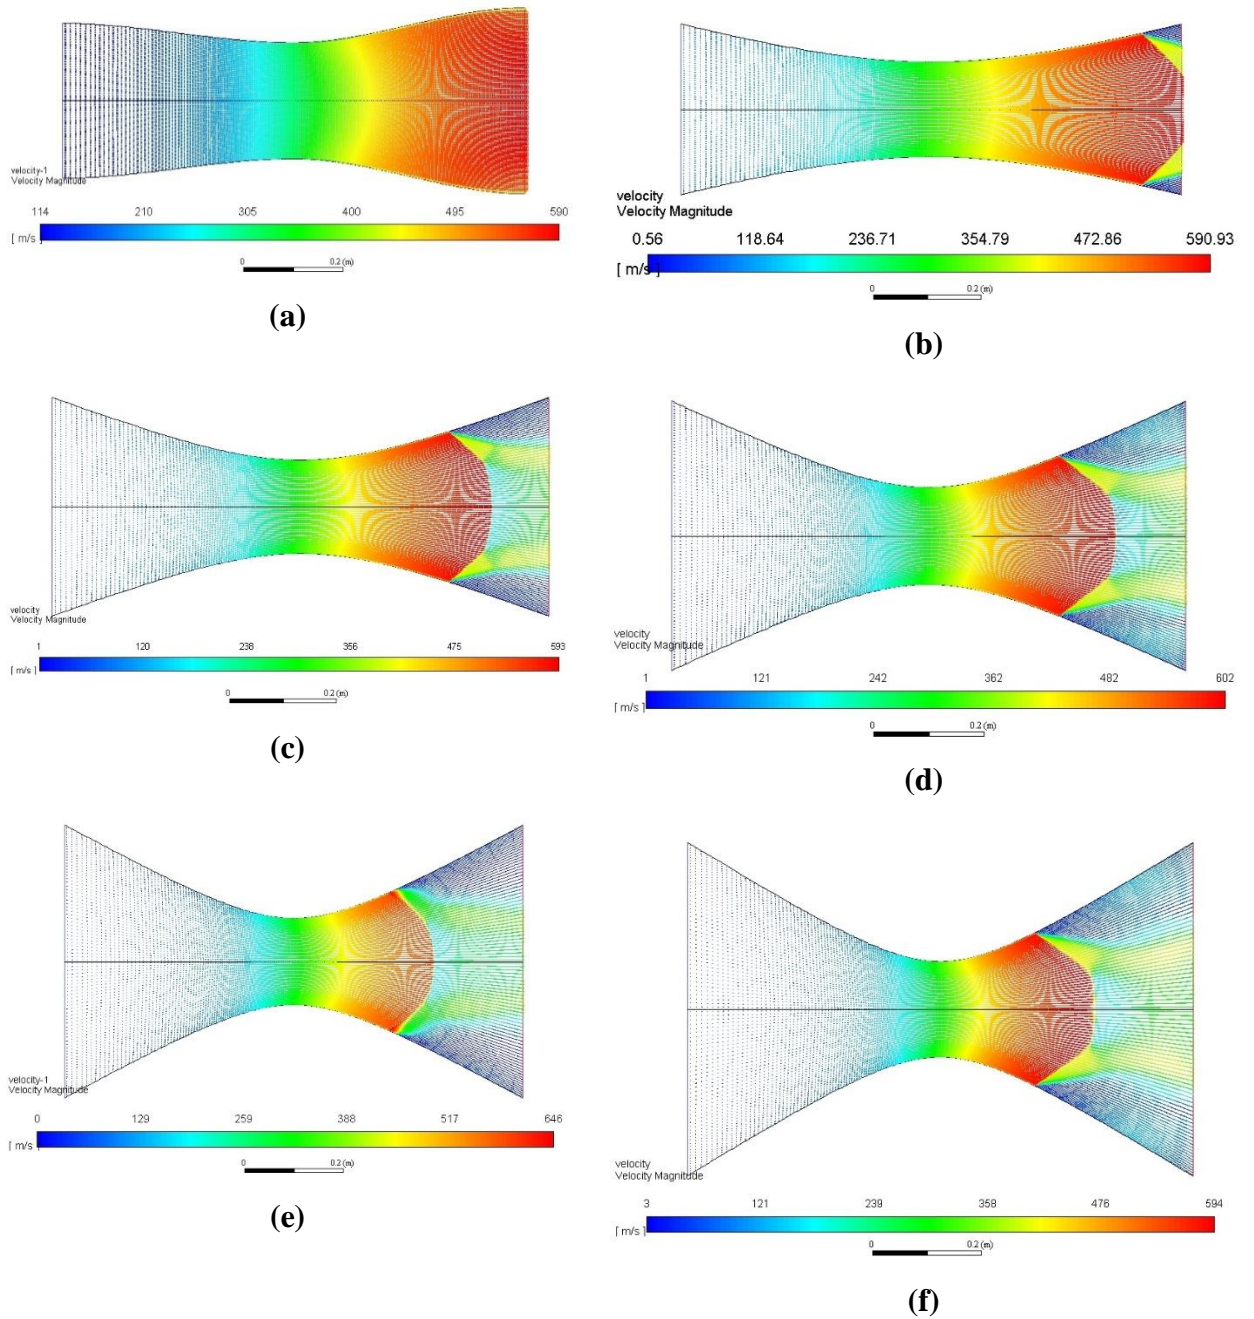 velocity-1
Velocity Magnitude
114 210 305 400 495 590
[ m/s ]
0 0.2 (m)
(a)
velocity
Velocity Magnitude
0.56 118.64 236.71 354.79 472.86 590.93
[ m/s ]
0 0.2 (m)
(b)
velocity
Velocity Magnitude
1 120 238 356 475 593
[ m/s ]
0 0.2 (m)
(c)
velocity
Velocity Magnitude
1 121 242 362 482 602
[ m/s ]
0 0.2 (m)
(d)
velocity-1
Velocity Magnitude
0 129 259 388 517 646
[ m/s ]
0 0.2 (m)
(e)
velocity
Velocity Magnitude
3 121 239 358 476 594
[ m/s ]
0 0.2 (m)
(f)